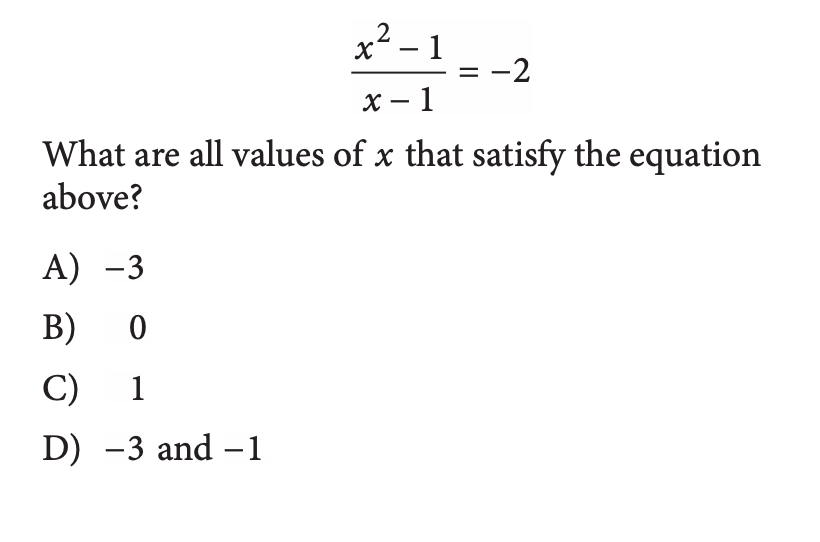 x² − 1
x − 1
= −2
What are all values of x that satisfy the equation
above?
A) −3
B) 0
C) 1
D) −3 and −1